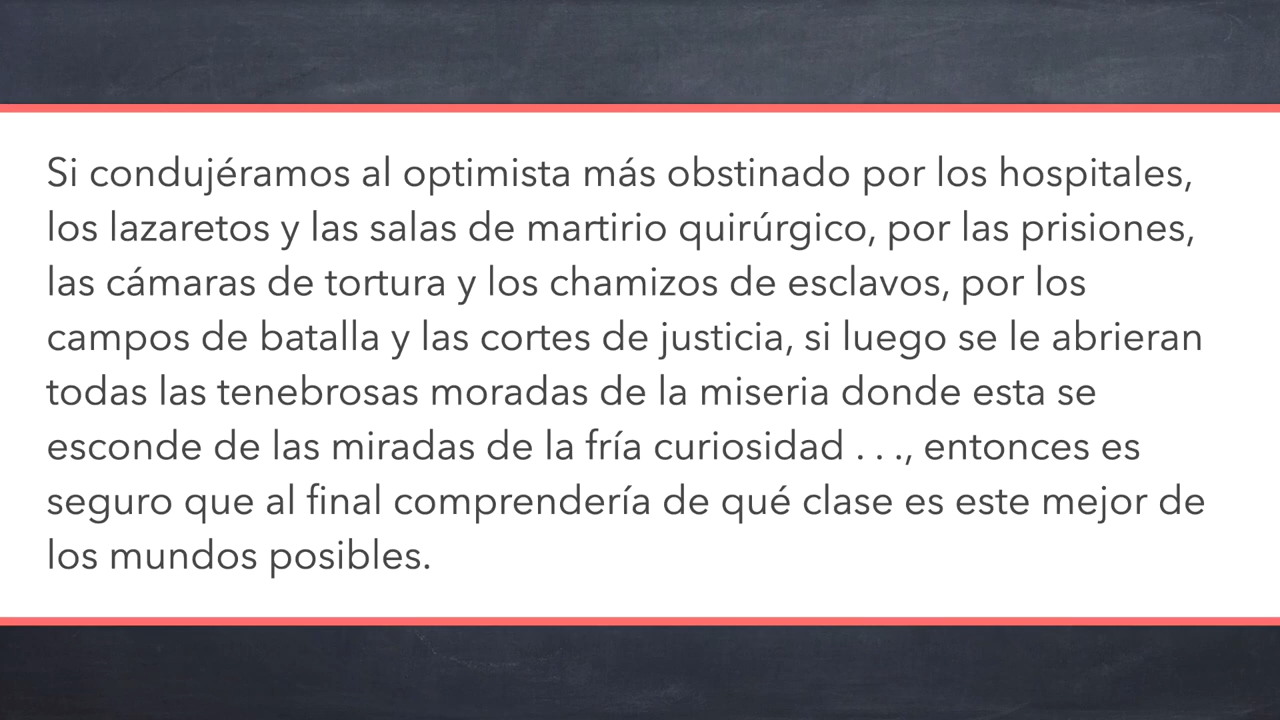 Si condujéramos al optimista más obstinado por los hospitales,
los lazaretos y las salas de martirio quirúrgico, por las prisiones,
las cámaras de tortura y los chamizos de esclavos, por los
campos de batalla y las cortes de justicia, si luego se le abrieran
todas las tenebrosas moradas de la miseria donde esta se
esconde de las miradas de la fría curiosidad . . ., entonces es
seguro que al final comprendería de qué clase es este mejor de
los mundos posibles.